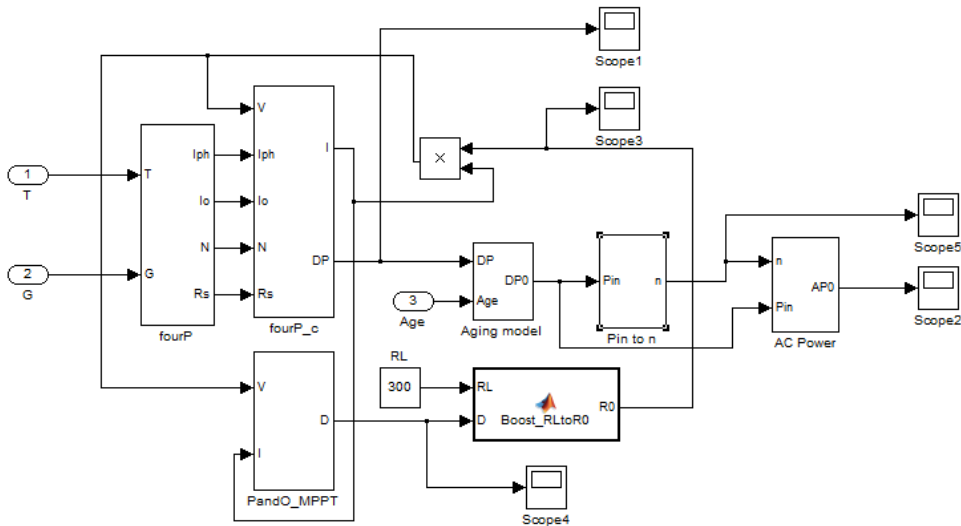 Scope1
V
Iph
Io
N
Rs
I
DP
fourP_c
Scope3
×
1
T
2
G
T
G
Iph
Io
N
Rs
fourP
DP
Age
DP0
Aging model
3
Age
Pin
n
Pin to n
n
Pin
AP0
AC Power
Scope5
Scope2
V
I
D
PandO_MPPT
RL
300
RL
D
R0
Boost_RLtoR0
Scope4